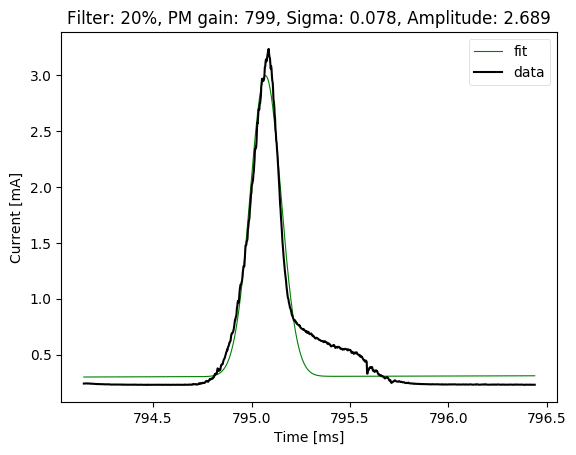 Filter: 20%, PM gain: 799, Sigma: 0.078, Amplitude: 2.689
fit
data
3.0
2.5
2.0
1.5
1.0
0.5
Current [mA]
794.5
795.0
795.5
796.0
796.5
Time [ms]